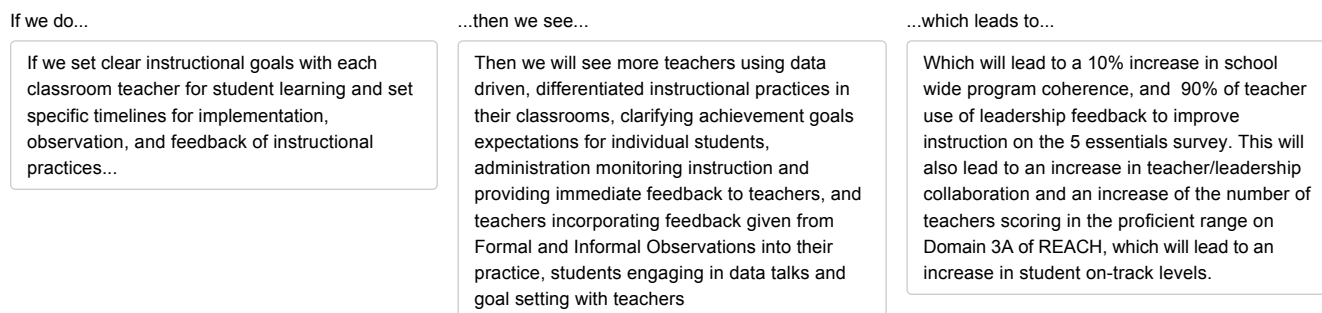 If we do...
If we set clear instructional goals with each
classroom teacher for student learning and set
specific timelines for implementation,
observation, and feedback of instructional
practices...
...then we see...
Then we will see more teachers using data
driven, differentiated instructional practices in
their classrooms, clarifying achievement goals
expectations for individual students,
administration monitoring instruction and
providing immediate feedback to teachers, and
teachers incorporating feedback given from
Formal and Informal Observations into their
practice, students engaging in data talks and
goal setting with teachers
...which leads to...
Which will lead to a 10% increase in school
wide program coherence, and  90% of teacher
use of leadership feedback to improve
instruction on the 5 essentials survey. This will
also lead to an increase in teacher/leadership
collaboration and an increase of the number of
teachers scoring in the proficient range on
Domain 3A of REACH, which will lead to an
increase in student on-track levels.